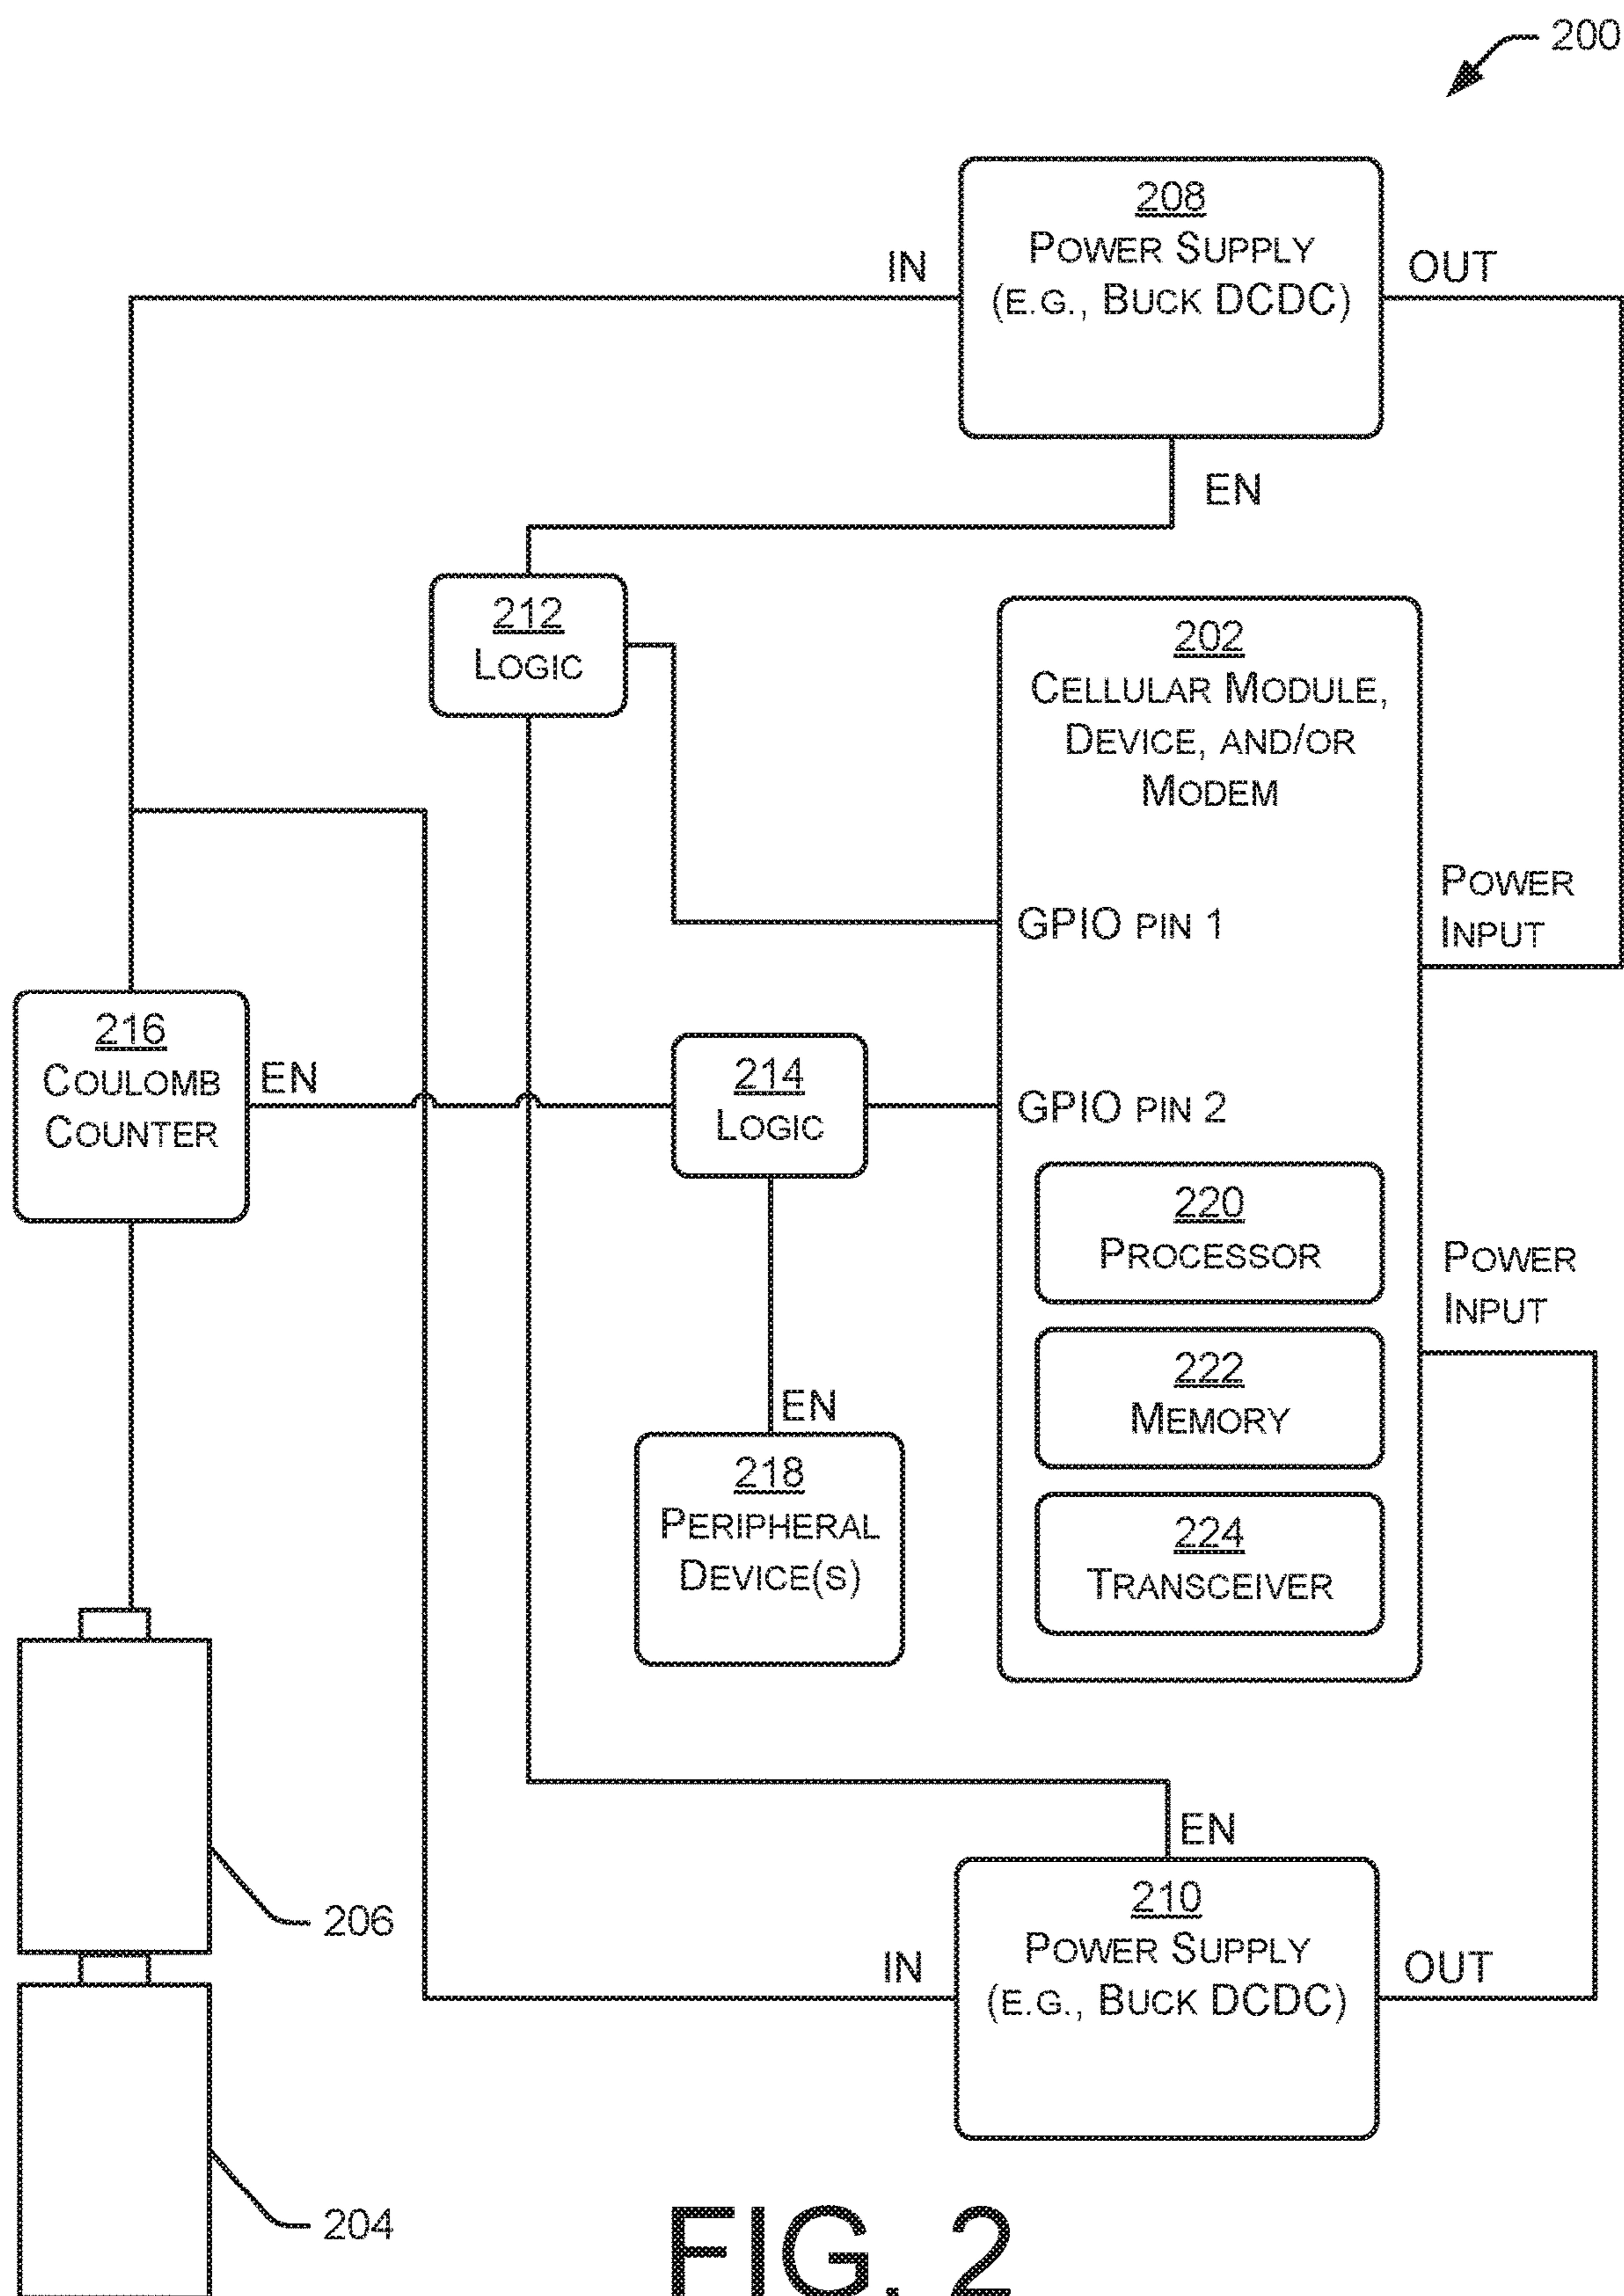 200
208
POWER SUPPLY
(E.G., BUCK DCDC)
IN
OUT
EN
212
LOGIC
202
CELLULAR MODULE,
DEVICE, AND/OR
MODEM
POWER
INPUT
GPIO PIN 1
216
COULOMB
COUNTER
EN
214
LOGIC
GPIO PIN 2
220
PROCESSOR
POWER
INPUT
222
MEMORY
EN
218
PERIPHERAL
DEVICE(S)
224
TRANSCEIVER
EN
210
POWER SUPPLY
(E.G., BUCK DCDC)
IN
OUT
206
204
FIG. 2